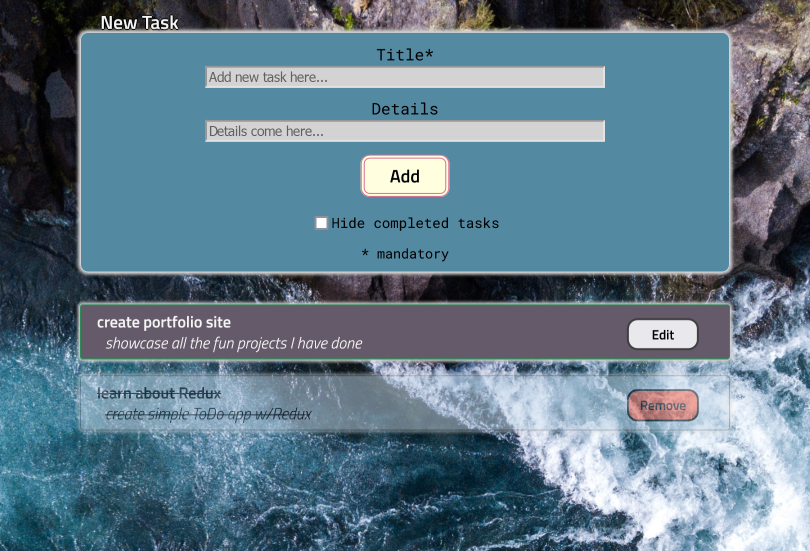 New Task
Title*
Add new task here...
Details
Details come here...
Add
Hide completed tasks
* mandatory
create portfolio site
showcase all the fun projects I have done
Edit
learn about Redux
create simple ToDo app w/Redux
Remove